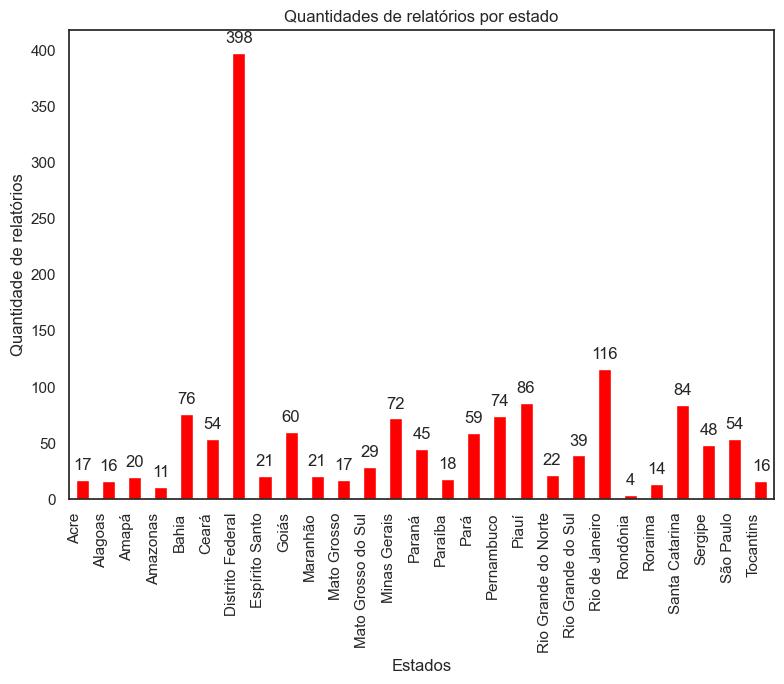 Quantidades de relatórios por estado
Quantidade de relatórios
400
350
300
250
200
150
100
50
0
17
16
20
11
76
54
398
21
60
21
17
29
72
45
18
59
74
86
22
39
116
4
14
84
48
54
16
Acre
Alagoas
Amapá
Amazonas
Bahia
Ceará
Distrito Federal
Espírito Santo
Goiás
Maranhão
Mato Grosso
Mato Grosso do Sul
Minas Gerais
Paraná
Paraíba
Pará
Pernambuco
Piauí
Rio Grande do Norte
Rio Grande do Sul
Rio de Janeiro
Rondônia
Roraima
Santa Catarina
Sergipe
São Paulo
Tocantins
Estados